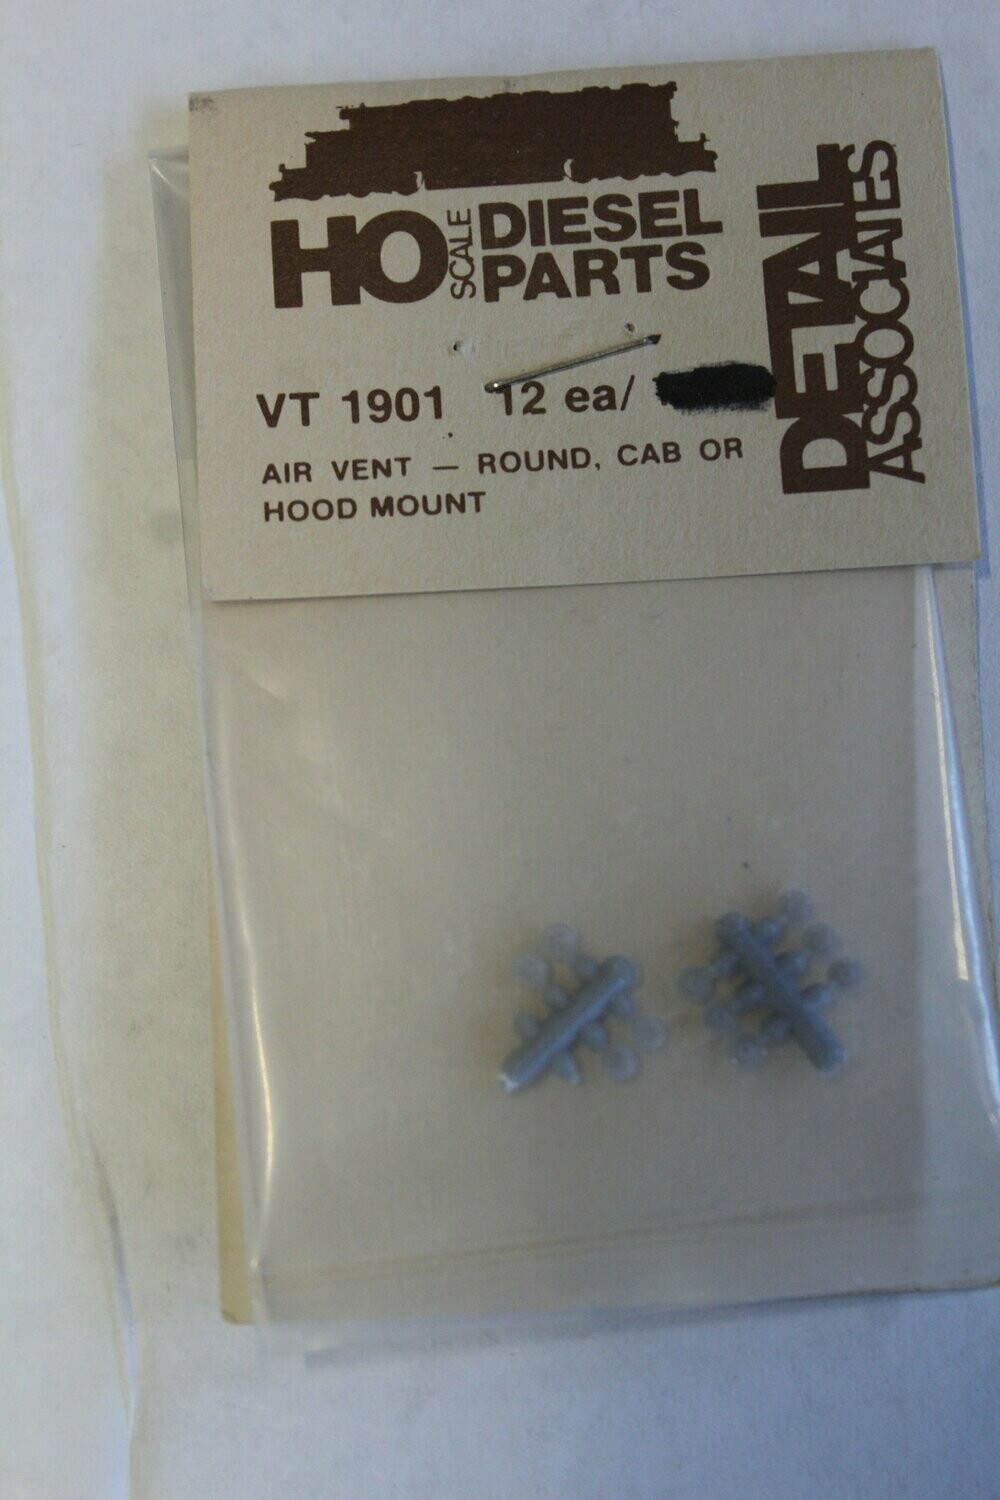 HO SCALE DIESEL
PARTS
DETAIL
ASSOCIATES
VT 1901 12 ea/
AIR VENT — ROUND, CAB OR
HOOD MOUNT